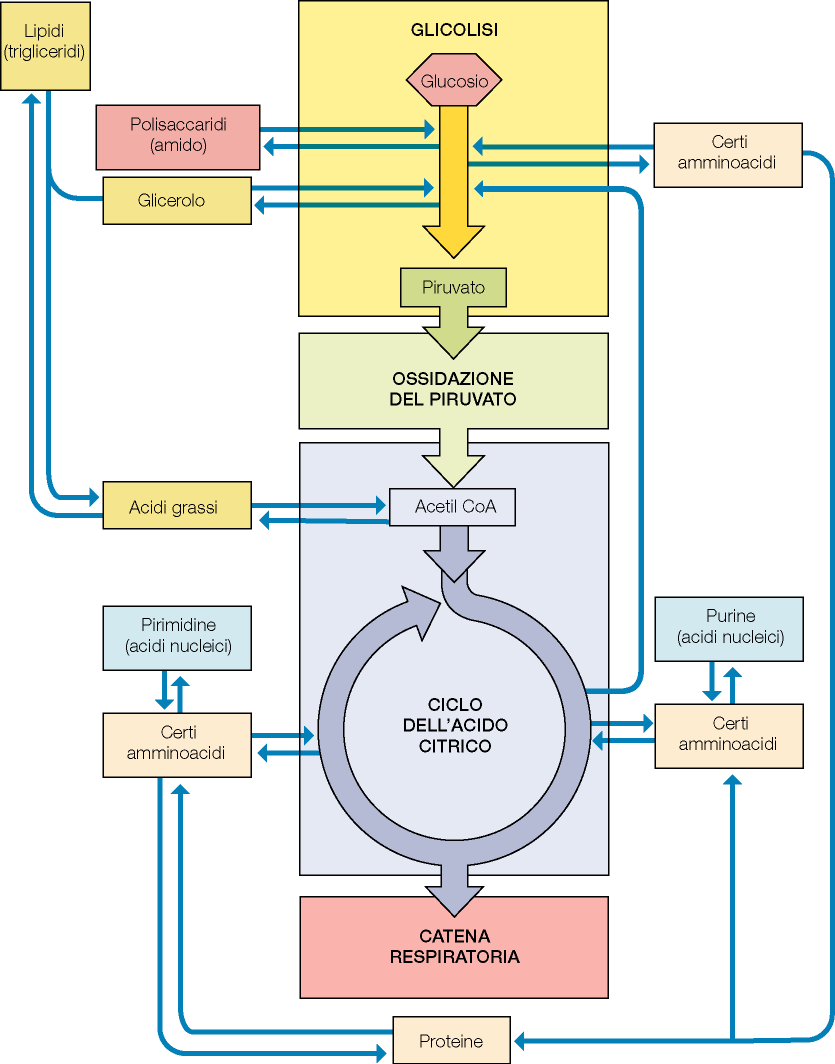 Lipidi
(trigliceridi)
GLICOLISI
Glucosio
Polisaccaridi
(amido)
Certi
amminoacidi
Glicerolo
Piruvato
OSSIDAZIONE
DEL PIRUVATO
Acidi grassi
Acetil CoA
Pirimidine
(acidi nucleici)
Purine
(acidi nucleici)
CICLO
DELL'ACIDO
CITRICO
Certi
amminoacidi
Certi
amminoacidi
CATENA
RESPIRATORIA
Proteine